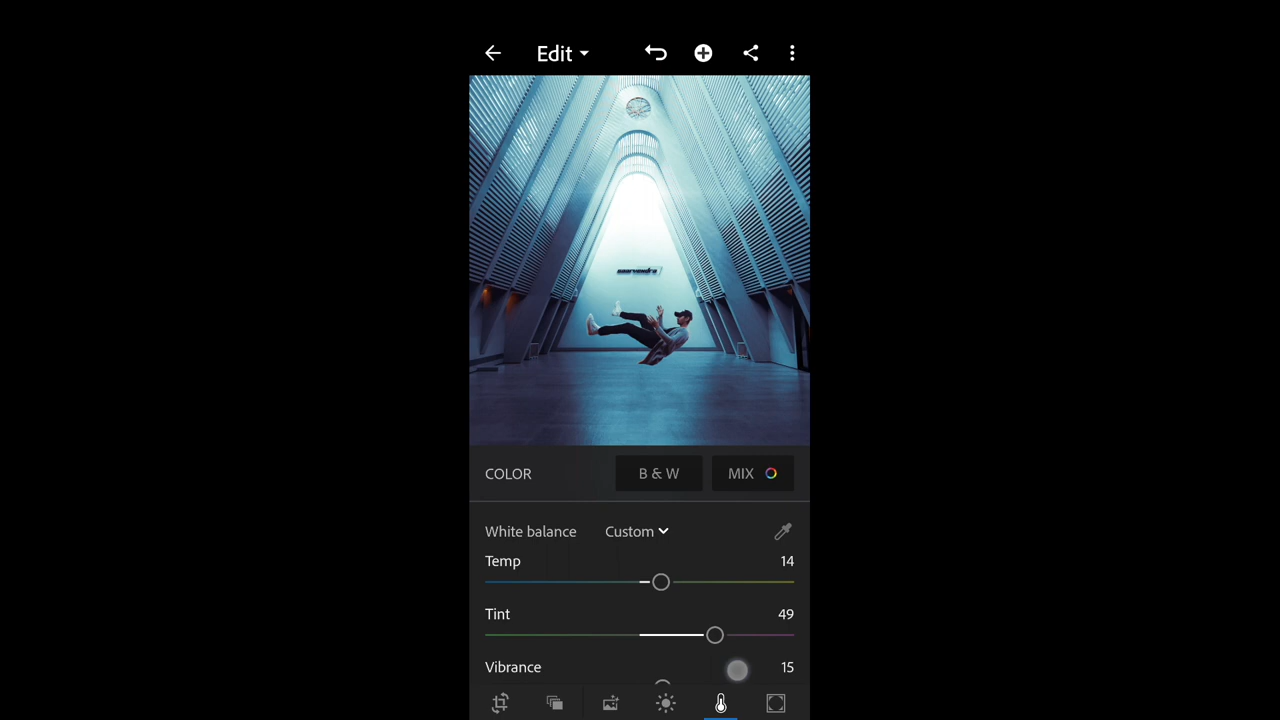 Edit
COLOR
B & W
MIX
White balance
Custom
Temp
14
Tint
49
Vibrance
15